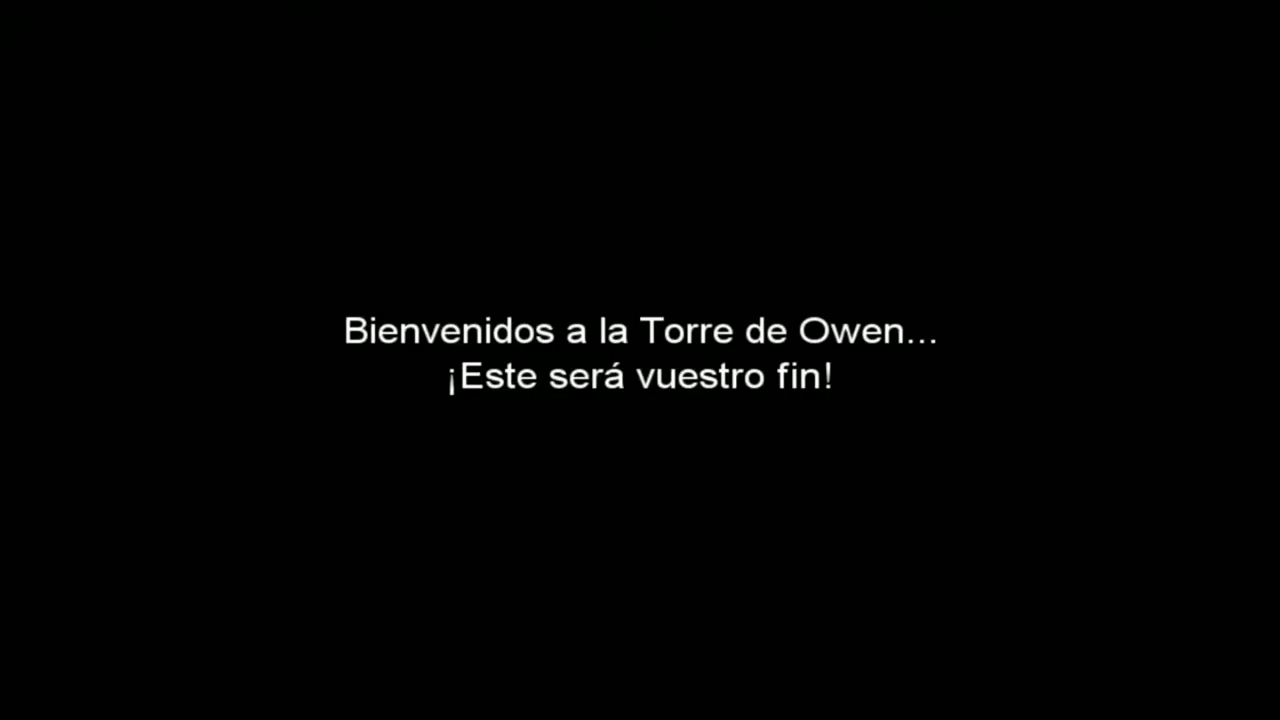 Bienvenidos a la Torre de Owen...
¡Este será vuestro fin!